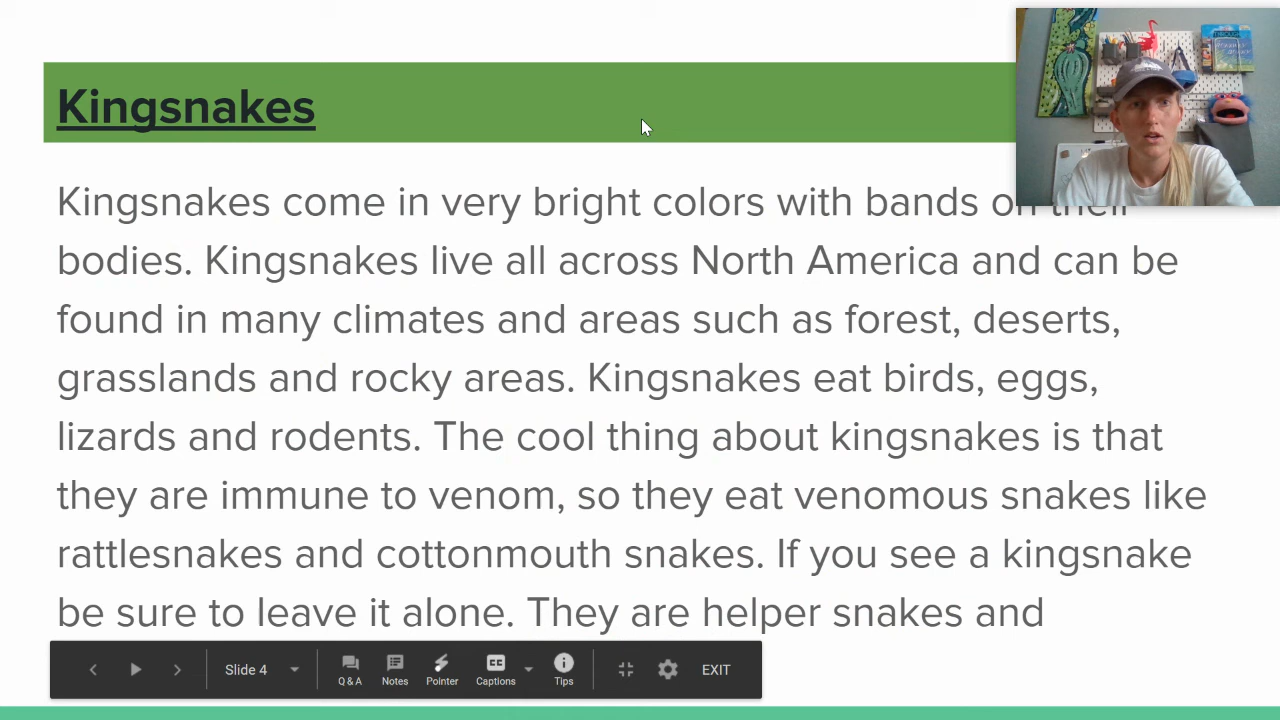 Kingsnakes
Kingsnakes come in very bright colors with bands on their
bodies. Kingsnakes live all across North America and can be
found in many climates and areas such as forest, deserts,
grasslands and rocky areas. Kingsnakes eat birds, eggs,
lizards and rodents. The cool thing about kingsnakes is that
they are immune to venom, so they eat venomous snakes like
rattlesnakes and cottonmouth snakes. If you see a kingsnake
be sure to leave it alone. They are helper snakes and
Slide 4
Q & A
Notes
Pointer
CC
Captions
Tips
EXIT